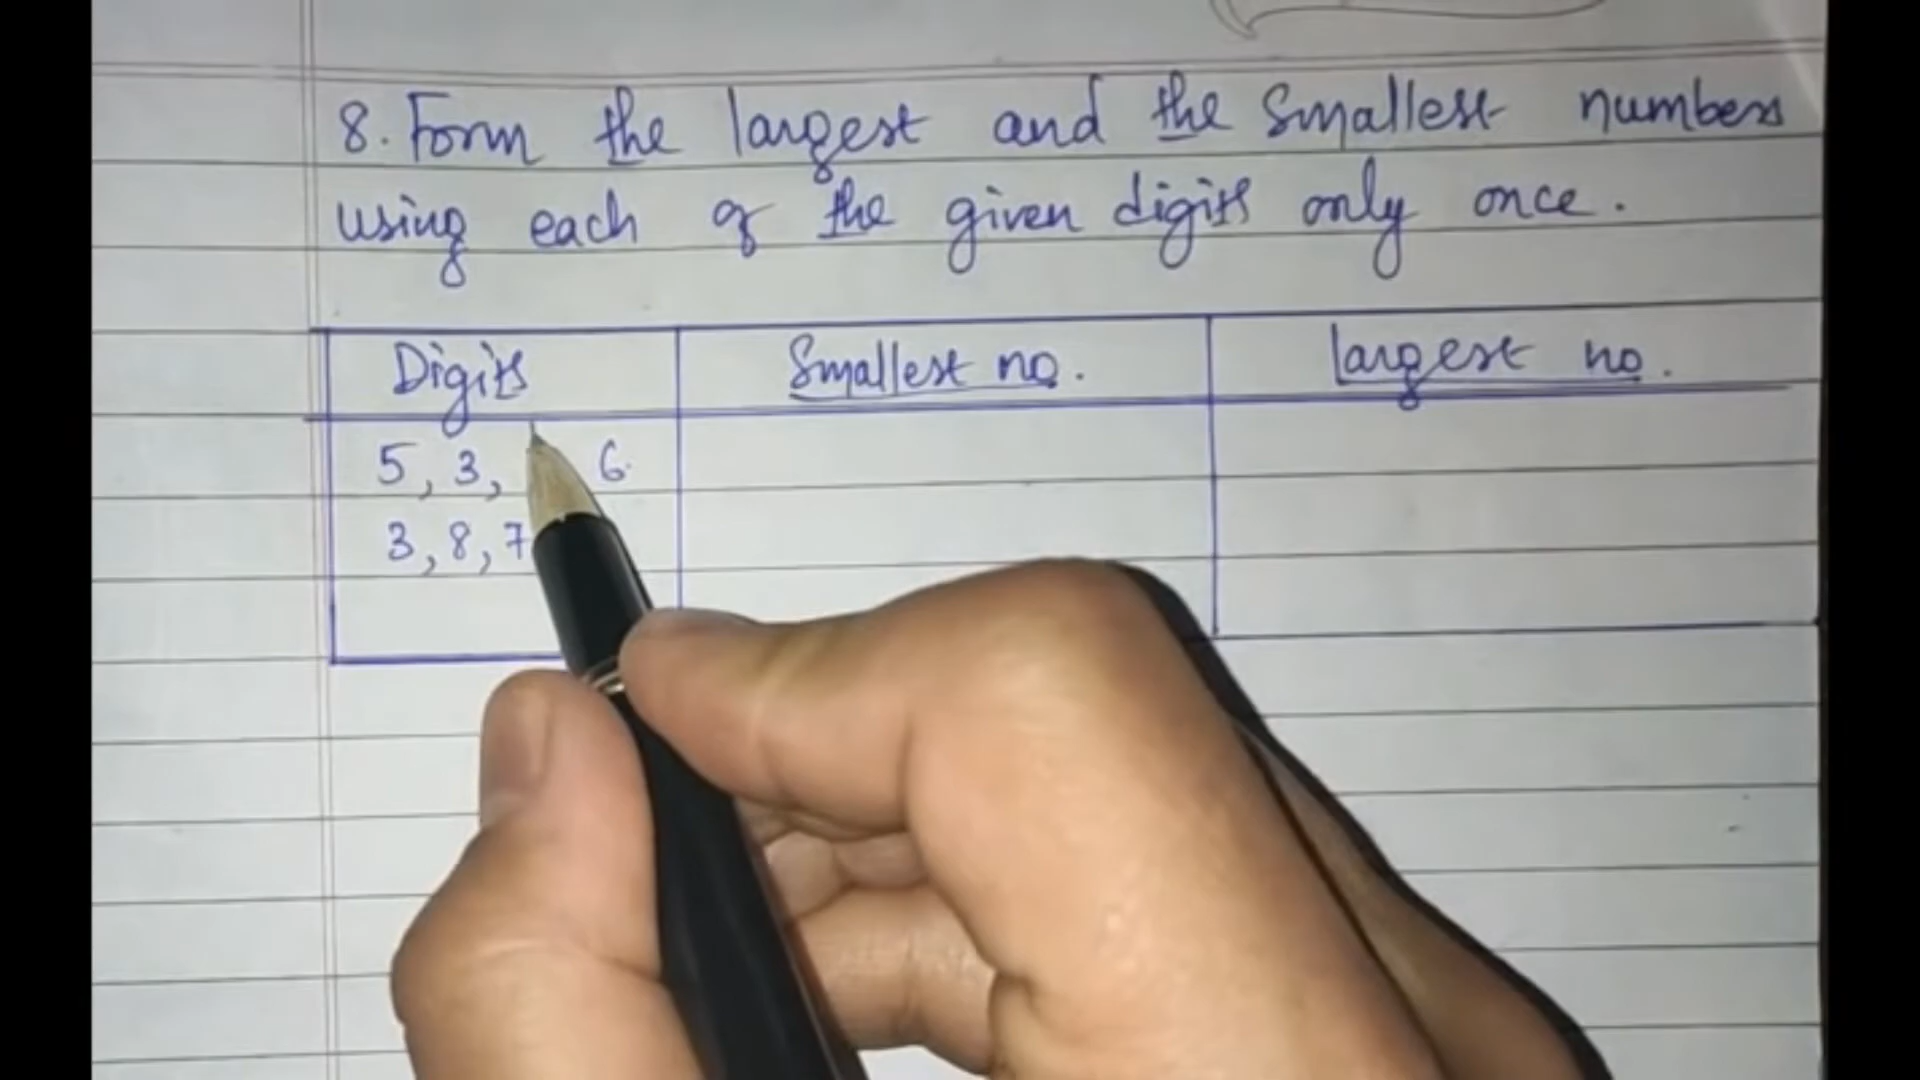 8. Form the largest and the smallest numbers
using each of the given digits only once.
Digits Smallest no. largest no.
5, 3, 6.
3, 8, 7